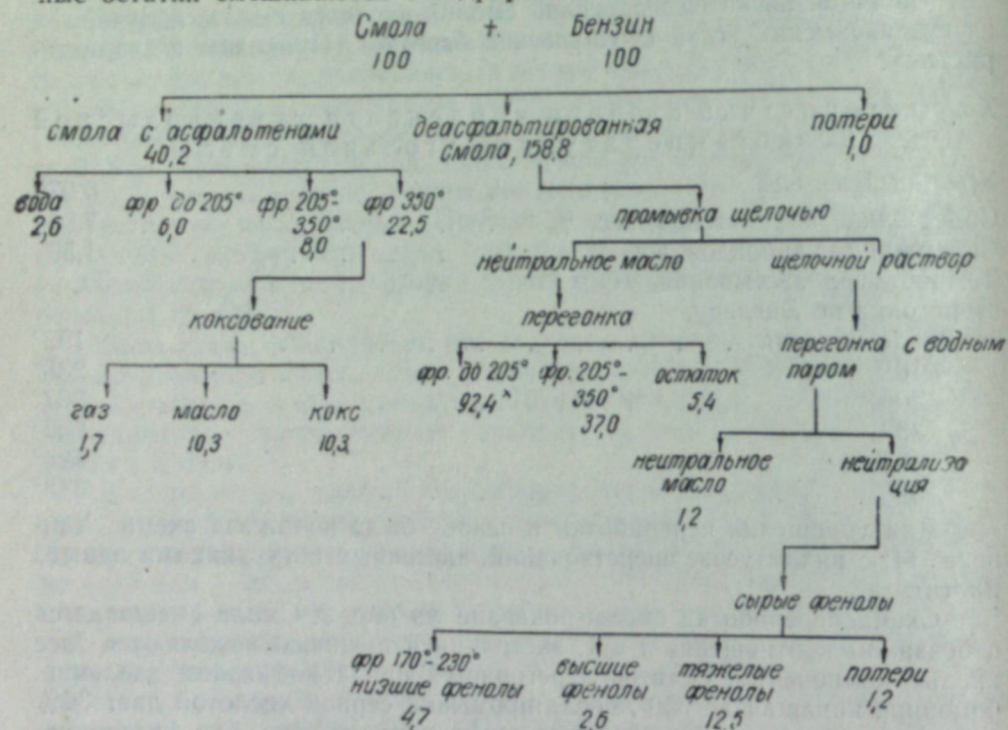 Смола + Бензин
100 100
смола с асфальтенами
40,2
деасфальтированная
смола, 158,8
потери
1,0
вода
2,6
фр до 205°
6,0
фр 205°-
350°
8,0
фр 350°
22,5
промывка щелочью
нейтральное масло
щелочной раствор
коксование
перегонка
перегонка с водным
паром
газ
1,7
масло
10,3
кокс
10,3
фр. до 205°
92,4*
фр. 205°-
350°
37,0
остаток
5,4
нейтральное
масло
1,2
нейтрализа
ция
сырые фенолы
фр 170°-230°
низшие фенолы
4,7
высшие
фенолы
2,6
тяжелые
фенолы
12,5
потери
1,2